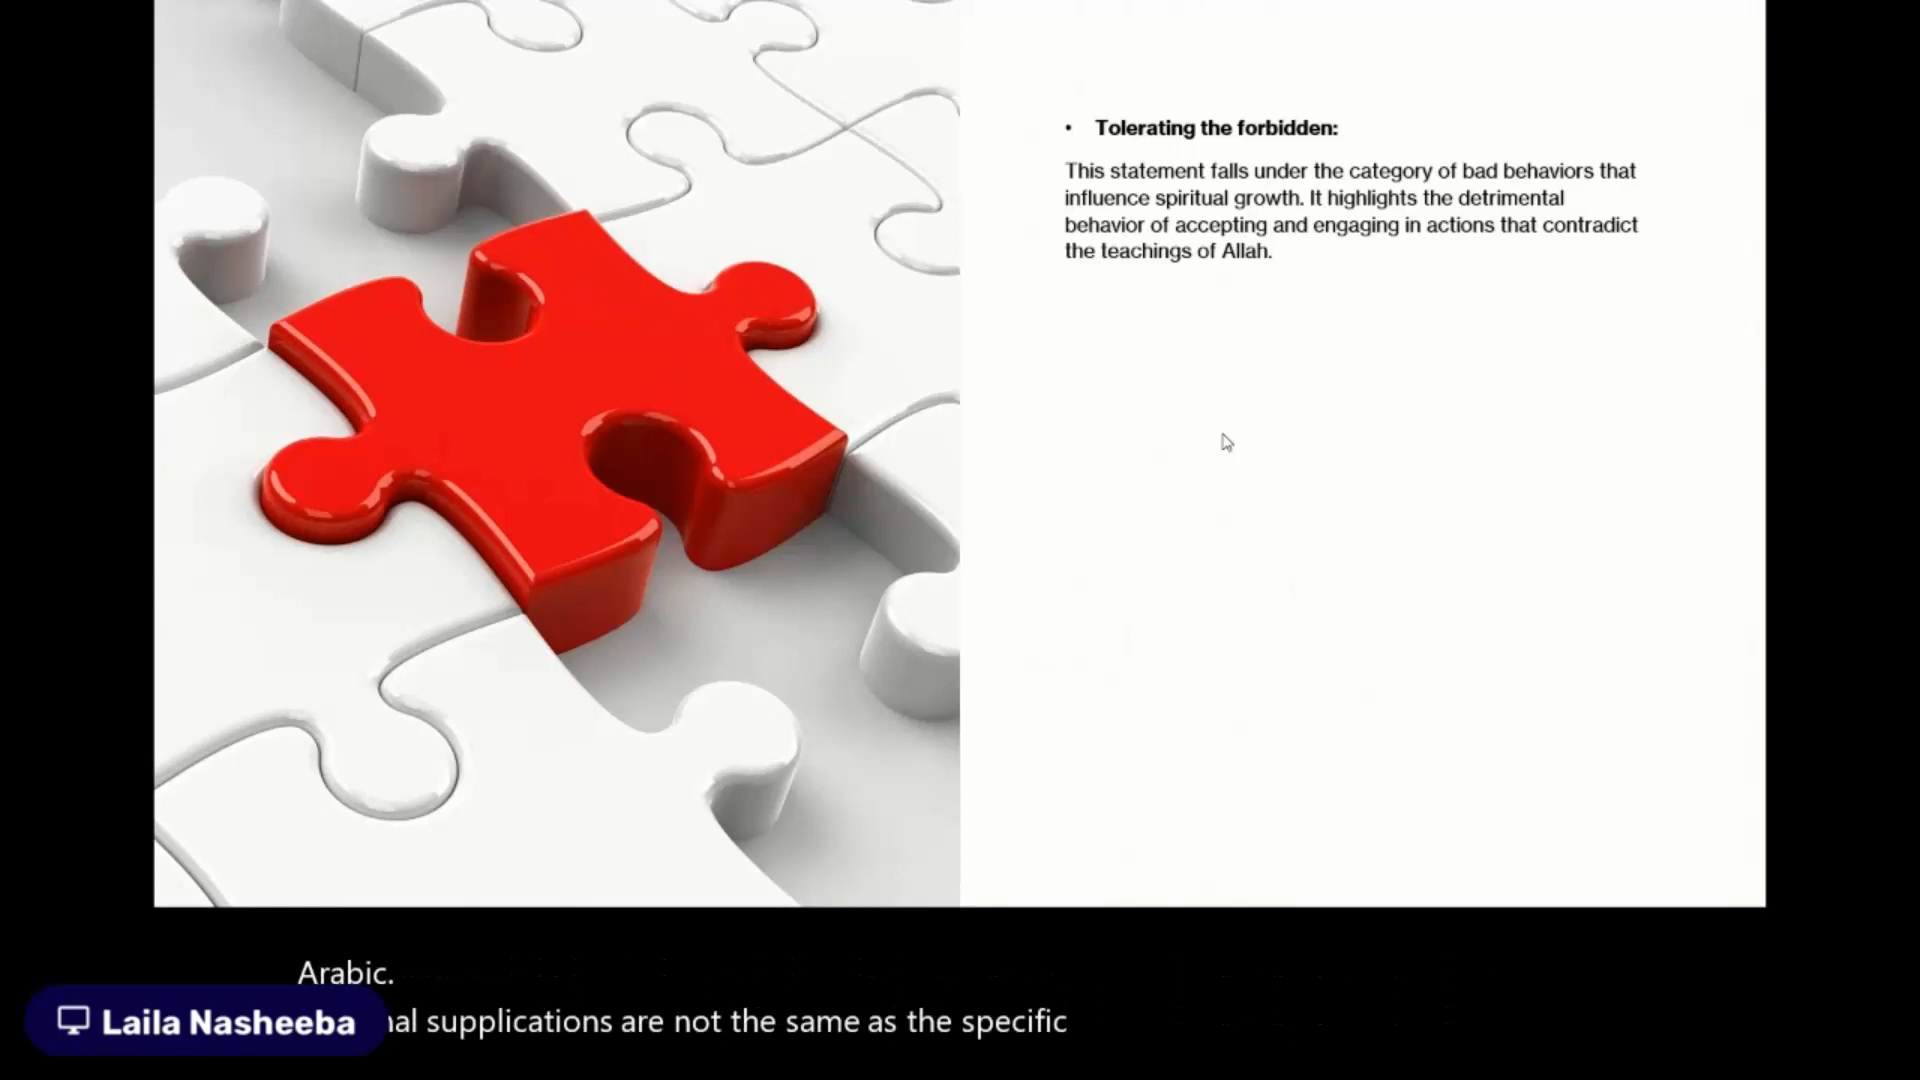 • Tolerating the forbidden:
This statement falls under the category of bad behaviors that
influence spiritual growth. It highlights the detrimental
behavior of accepting and engaging in actions that contradict
the teachings of Allah.
Arabic.
supplications are not the same as the specific
Laila Nasheeba